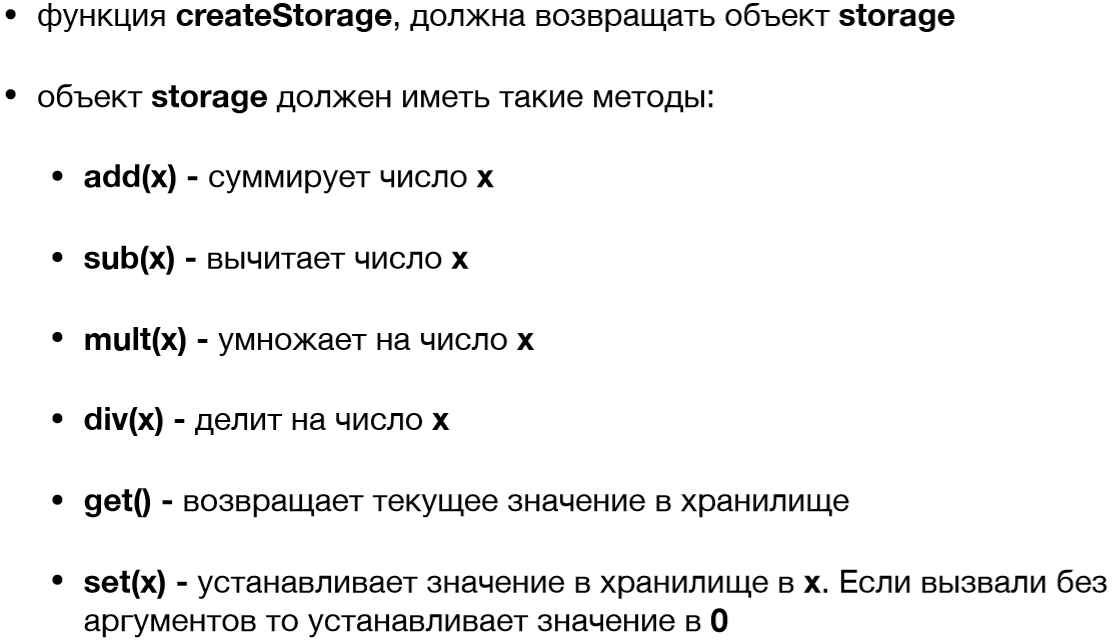 • функция createStorage, должна возвращать объект storage
• объект storage должен иметь такие методы:
• add(x) - суммирует число x
• sub(x) - вычитает число x
• mult(x) - умножает на число x
• div(x) - делит на число x
• get() - возвращает текущее значение в хранилище
• set(x) - устанавливает значение в хранилище в x. Если вызвали без
аргументов то устанавливает значение в 0